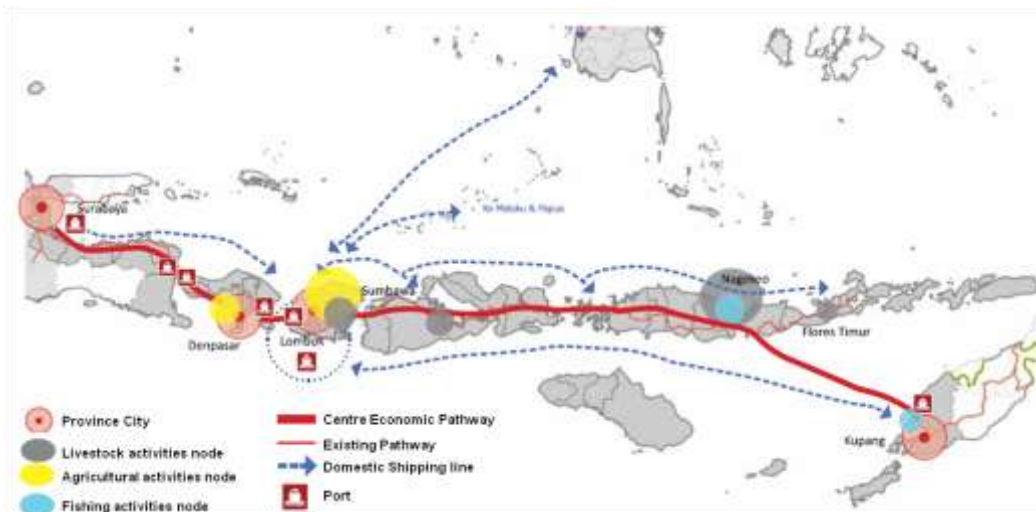 Surabaya
to Maluku & Papua
Nagekeo
Sumbawa
Flores Timur
Denpasar
Lombok
Kupang
Province City
Livestock activities node
Agricultural activities node
Fishing activities node
Centre Economic Pathway
Existing Pathway
Domestic Shipping line
Port